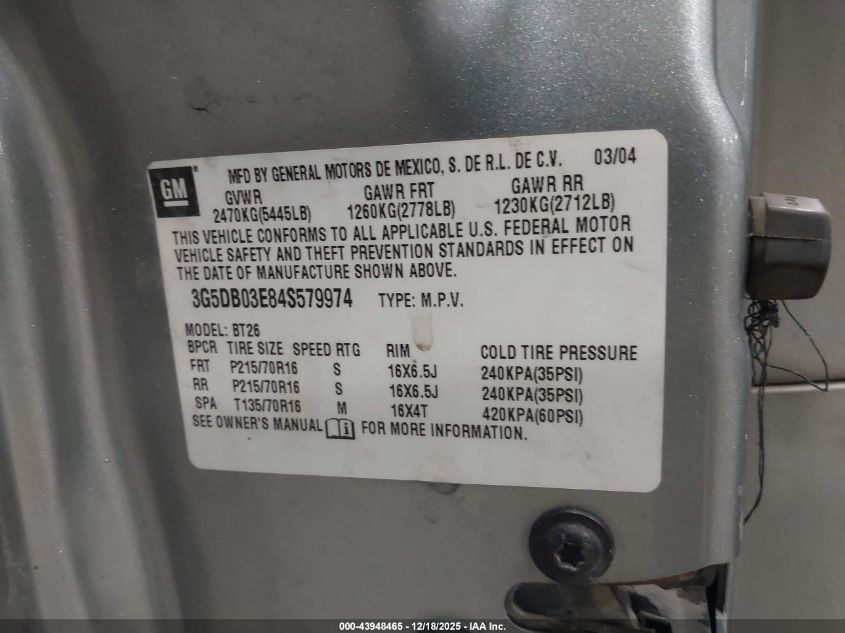 GM ®
MFD BY GENERAL MOTORS DE MEXICO, S. DE R.L. DE C.V. 03/04
GVWR GAWR FRT GAWR RR
2470KG(5445LB) 1260KG(2778LB) 1230KG(2712LB)
THIS VEHICLE CONFORMS TO ALL APPLICABLE U.S. FEDERAL MOTOR
VEHICLE SAFETY AND THEFT PREVENTION STANDARDS IN EFFECT ON
THE DATE OF MANUFACTURE SHOWN ABOVE.
3G5DB03E84S579974 TYPE: M.P.V.
MODEL: BT26
BPCR TIRE SIZE SPEED RTG RIM COLD TIRE PRESSURE
FRT P215/70R16 S 16X6.5J 240KPA(35PSI)
RR P215/70R16 S 16X6.5J 240KPA(35PSI)
SPA T135/70R16 M 16X4T 420KPA(60PSI)
SEE OWNER'S MANUAL i FOR MORE INFORMATION.
000-43948465 - 12/18/2025 - IAA Inc.